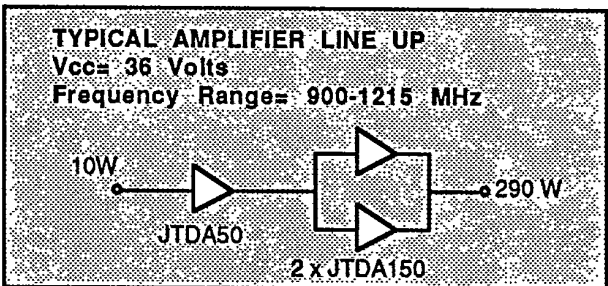 TYPICAL AMPLIFIER LINE UP
Vcc= 36 Volts
Frequency Range= 900-1215 MHz
10W
290 W
JTDA50
2 x JTDA150